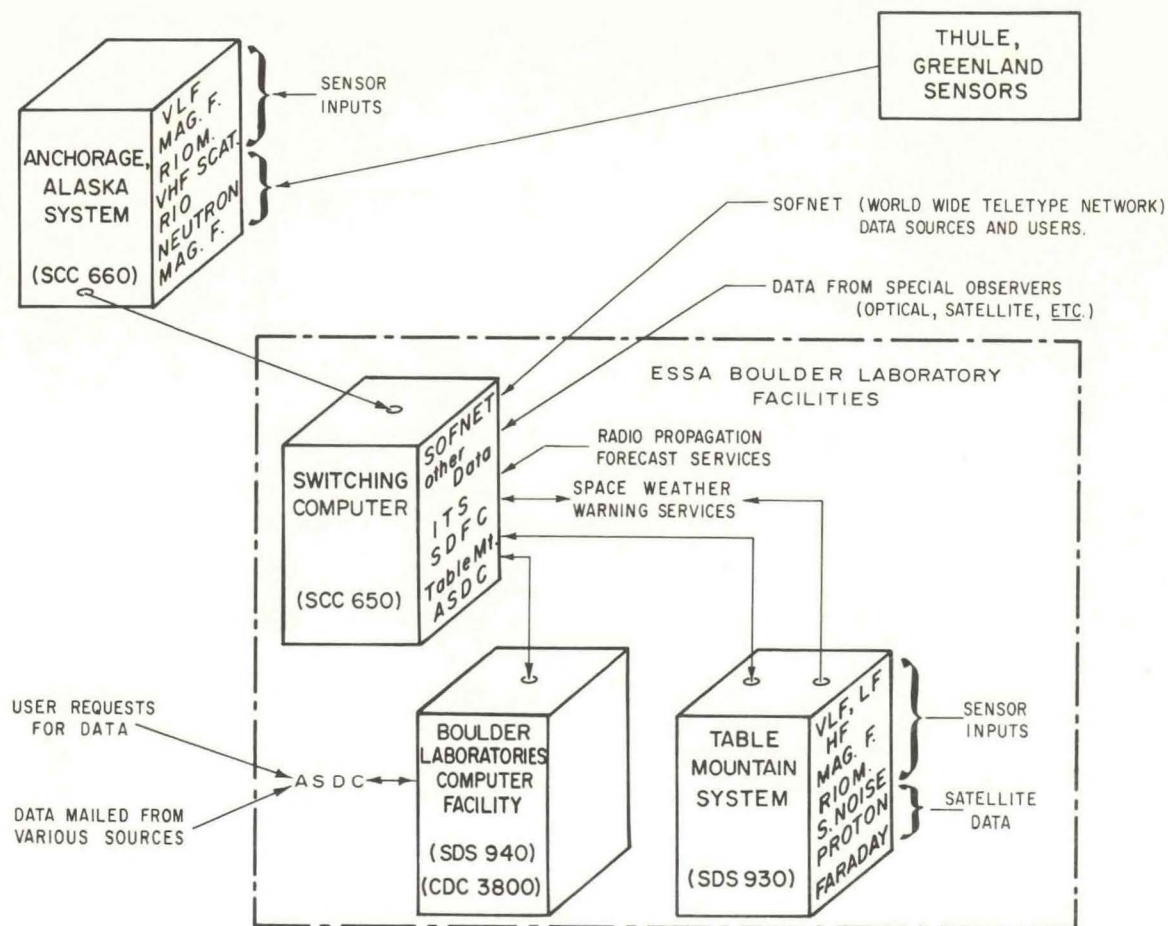 THULE,
GREENLAND
SENSORS
SENSOR
INPUTS
ANCHORAGE,
ALASKA
SYSTEM
(SCC 660)
VLF
MAG. F.
RIOM.
VHF SCAT.
RIO
NEUTRON
MAG. F.
SOFNET (WORLD WIDE TELETYPE NETWORK)
DATA SOURCES AND USERS.
DATA FROM SPECIAL OBSERVERS
(OPTICAL, SATELLITE, ETC.)
ESSA BOULDER LABORATORY
FACILITIES
SWITCHING
COMPUTER
(SCC 650)
SOFNET
other
Data
ITS
SDFC
Table Mt.
ASDC
RADIO PROPAGATION
FORECAST SERVICES
SPACE WEATHER
WARNING SERVICES
USER REQUESTS
FOR DATA
ASDC
DATA MAILED FROM
VARIOUS SOURCES
BOULDER
LABORATORIES
COMPUTER
FACILITY
(SDS 940)
(CDC 3800)
TABLE
MOUNTAIN
SYSTEM
(SDS 930)
VLF, LF
HF
MAG. F.
RIOM.
S. NOISE
PROTON
FARADAY
SENSOR
INPUTS
SATELLITE
DATA